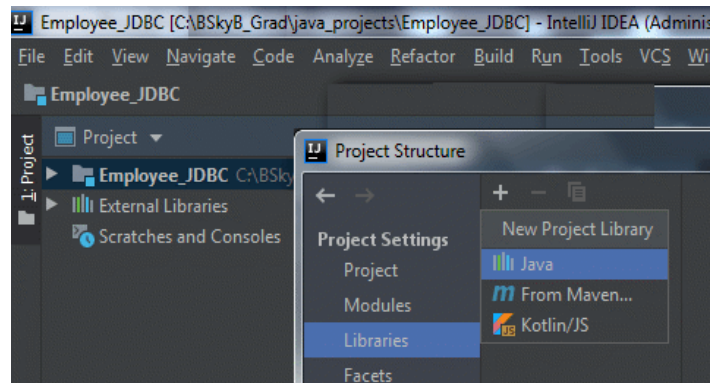 Employee_JDBC [C:\BSkyB_Grad\java_projects\Employee_JDBC] - IntelliJ IDEA (Adminis
File Edit View Navigate Code Analyze Refactor Build Run Tools VCS Wi
Employee_JDBC
1: Project
Project
Employee_JDBC C:\BSky
External Libraries
Scratches and Consoles
Project Structure
Project Settings
Project
Modules
Libraries
Facets
New Project Library
Java
From Maven...
Kotlin/JS